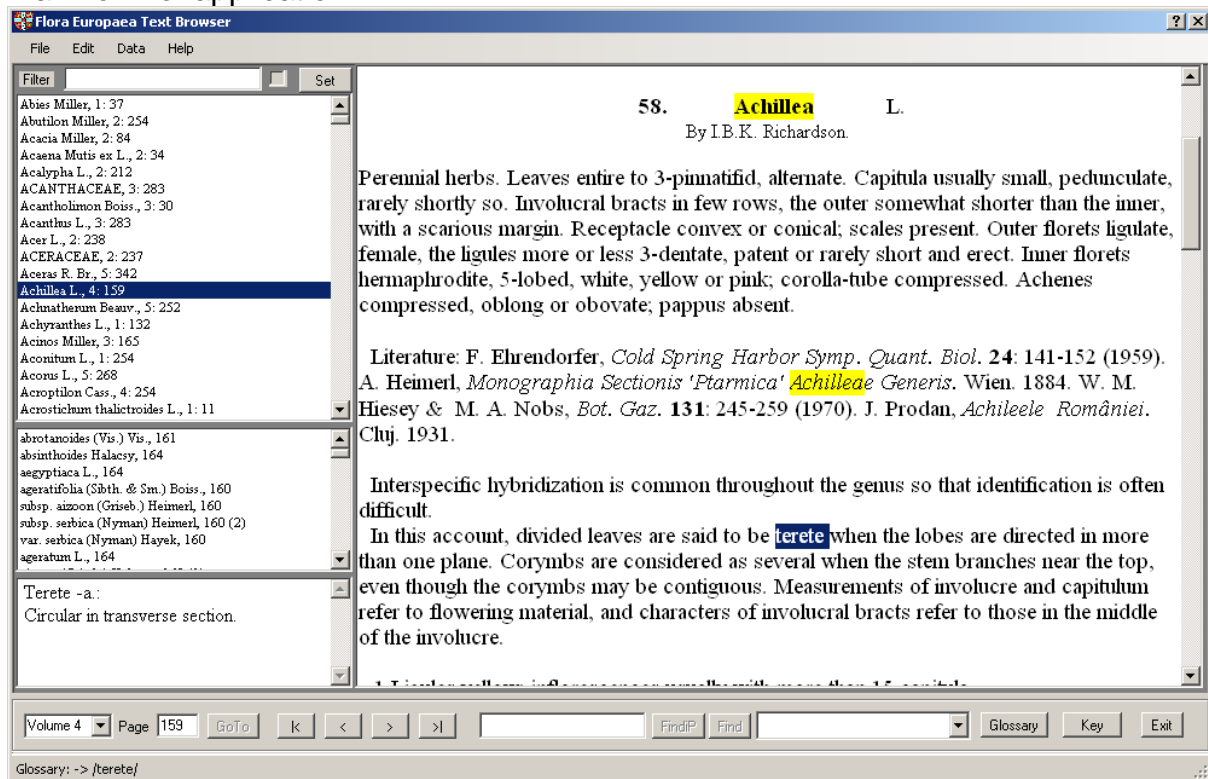 Flora Europaea Text Browser
File Edit Data Help
Filter Set
Abies Miller, 1: 37
Abutilon Miller, 2: 254
Acacia Miller, 2: 84
Acaena Mutis ex L., 2: 34
Acalypha L., 2: 212
ACANTHACEAE, 3: 283
Acantholimon Boiss., 3: 30
Acanthus L., 3: 283
Acer L., 2: 238
ACERACEAE, 2: 237
Aceras R. Br., 5: 342
Achillea L., 4: 159
Achnatherum Beauv., 5: 252
Achyranthes L., 1: 132
Acinos Miller, 3: 165
Aconitum L., 1: 254
Acorus L., 5: 268
Acroptilon Cass., 4: 254
Acrostichum thalictroides L., 1: 11
abrotanoides (Vis.) Vis., 161
absinthoides Halacsy, 164
aegyptiaca L., 164
ageratifolia (Sibth. & Sm.) Boiss., 160
subsp. aizoon (Griseb.) Heimerl, 160
subsp. serbica (Nyman) Heimerl, 160 (2)
var. serbica (Nyman) Hayek, 160
ageratum L., 164
Terete -a.:
Circular in transverse section.
58. Achillea L.
By I.B.K. Richardson.
Perennial herbs. Leaves entire to 3-pinnatifid, alternate. Capitula usually small, pedunculate,
rarely shortly so. Involucral bracts in few rows, the outer somewhat shorter than the inner,
with a scarious margin. Receptacle convex or conical; scales present. Outer florets ligulate,
female, the ligules more or less 3-dentate, patent or rarely short and erect. Inner florets
hermaphrodite, 5-lobed, white, yellow or pink; corolla-tube compressed. Achenes
compressed, oblong or obovate; pappus absent.
Literature: F. Ehrendorfer, Cold Spring Harbor Symp. Quant. Biol. 24: 141-152 (1959).
A. Heimerl, Monographia Sectionis 'Ptarmica' Achilleae Generis. Wien. 1884. W. M.
Hiesey & M. A. Nobs, Bot. Gaz. 131: 245-259 (1970). J. Prodan, Achileele României.
Cluj. 1931.
Interspecific hybridization is common throughout the genus so that identification is often
difficult.
In this account, divided leaves are said to be terete when the lobes are directed in more
than one plane. Corymbs are considered as several when the stem branches near the top,
even though the corymbs may be contiguous. Measurements of involucre and capitulum
refer to flowering material, and characters of involucral bracts refer to those in the middle
of the involucre.
Volume 4 Page 159 GoTo |< < > >| FindiP Find Glossary Key Exit
Glossary: -> /terete/